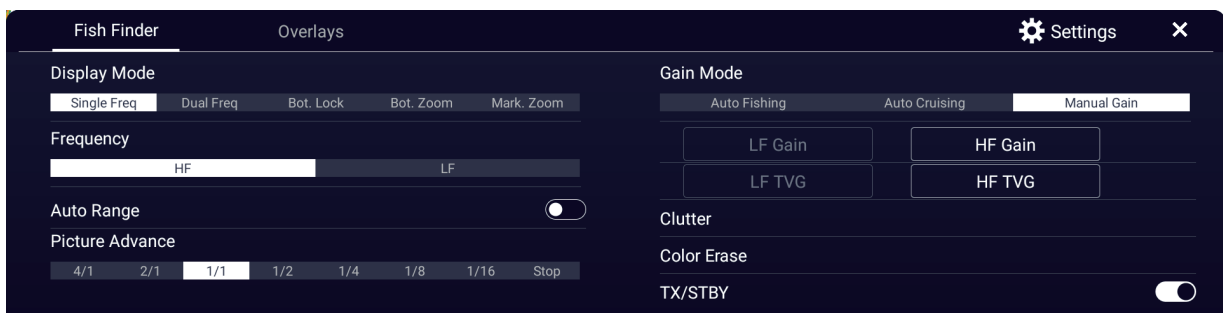 Fish Finder Overlays Settings
Display Mode
Single Freq Dual Freq Bot. Lock Bot. Zoom Mark. Zoom
Frequency
HF LF
Auto Range
Picture Advance
4/1 2/1 1/1 1/2 1/4 1/8 1/16 Stop
Gain Mode
Auto Fishing Auto Cruising Manual Gain
LF Gain HF Gain
LF TVG HF TVG
Clutter
Color Erase
TX/STBY